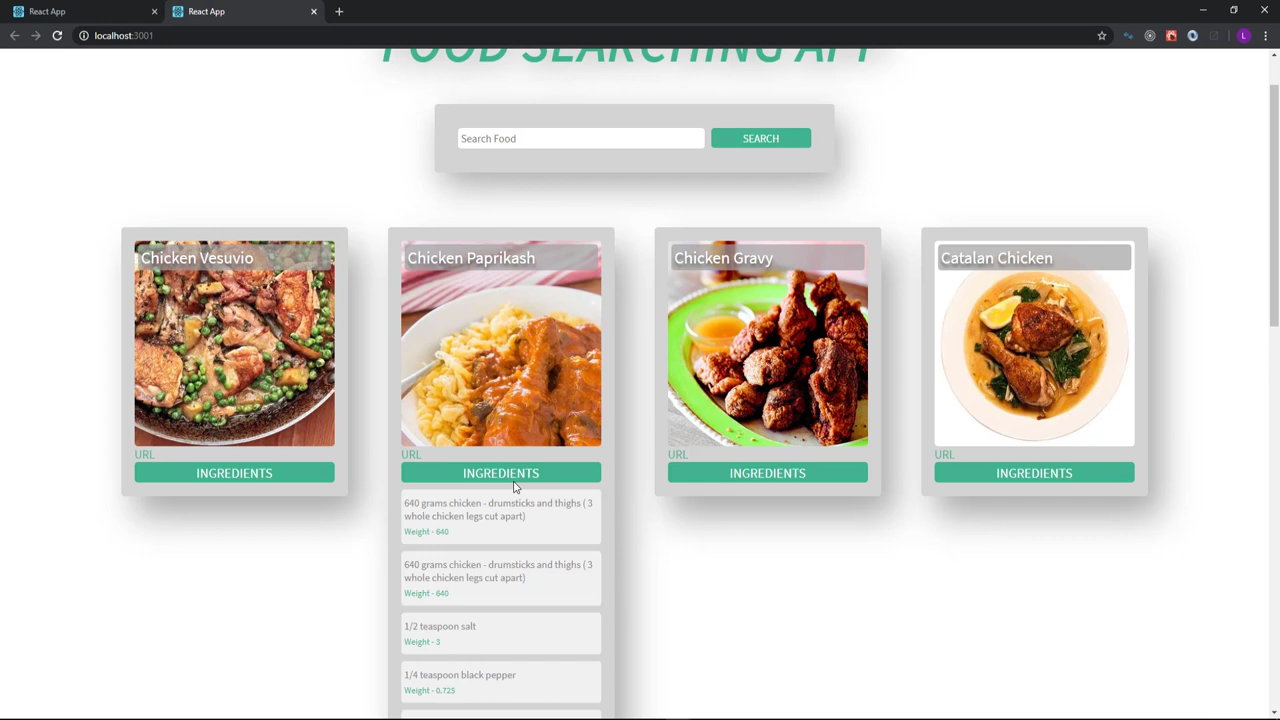 React App
React App
localhost:3001
L
FOOD SEARCHING APP
Search Food
SEARCH
Chicken Vesuvio
URL
INGREDIENTS
Chicken Paprikash
URL
INGREDIENTS
640 grams chicken - drumsticks and thighs ( 3
whole chicken legs cut apart)
Weight - 640
640 grams chicken - drumsticks and thighs ( 3
whole chicken legs cut apart)
Weight - 640
1/2 teaspoon salt
Weight - 3
1/4 teaspoon black pepper
Weight - 0.725
Chicken Gravy
URL
INGREDIENTS
Catalan Chicken
URL
INGREDIENTS